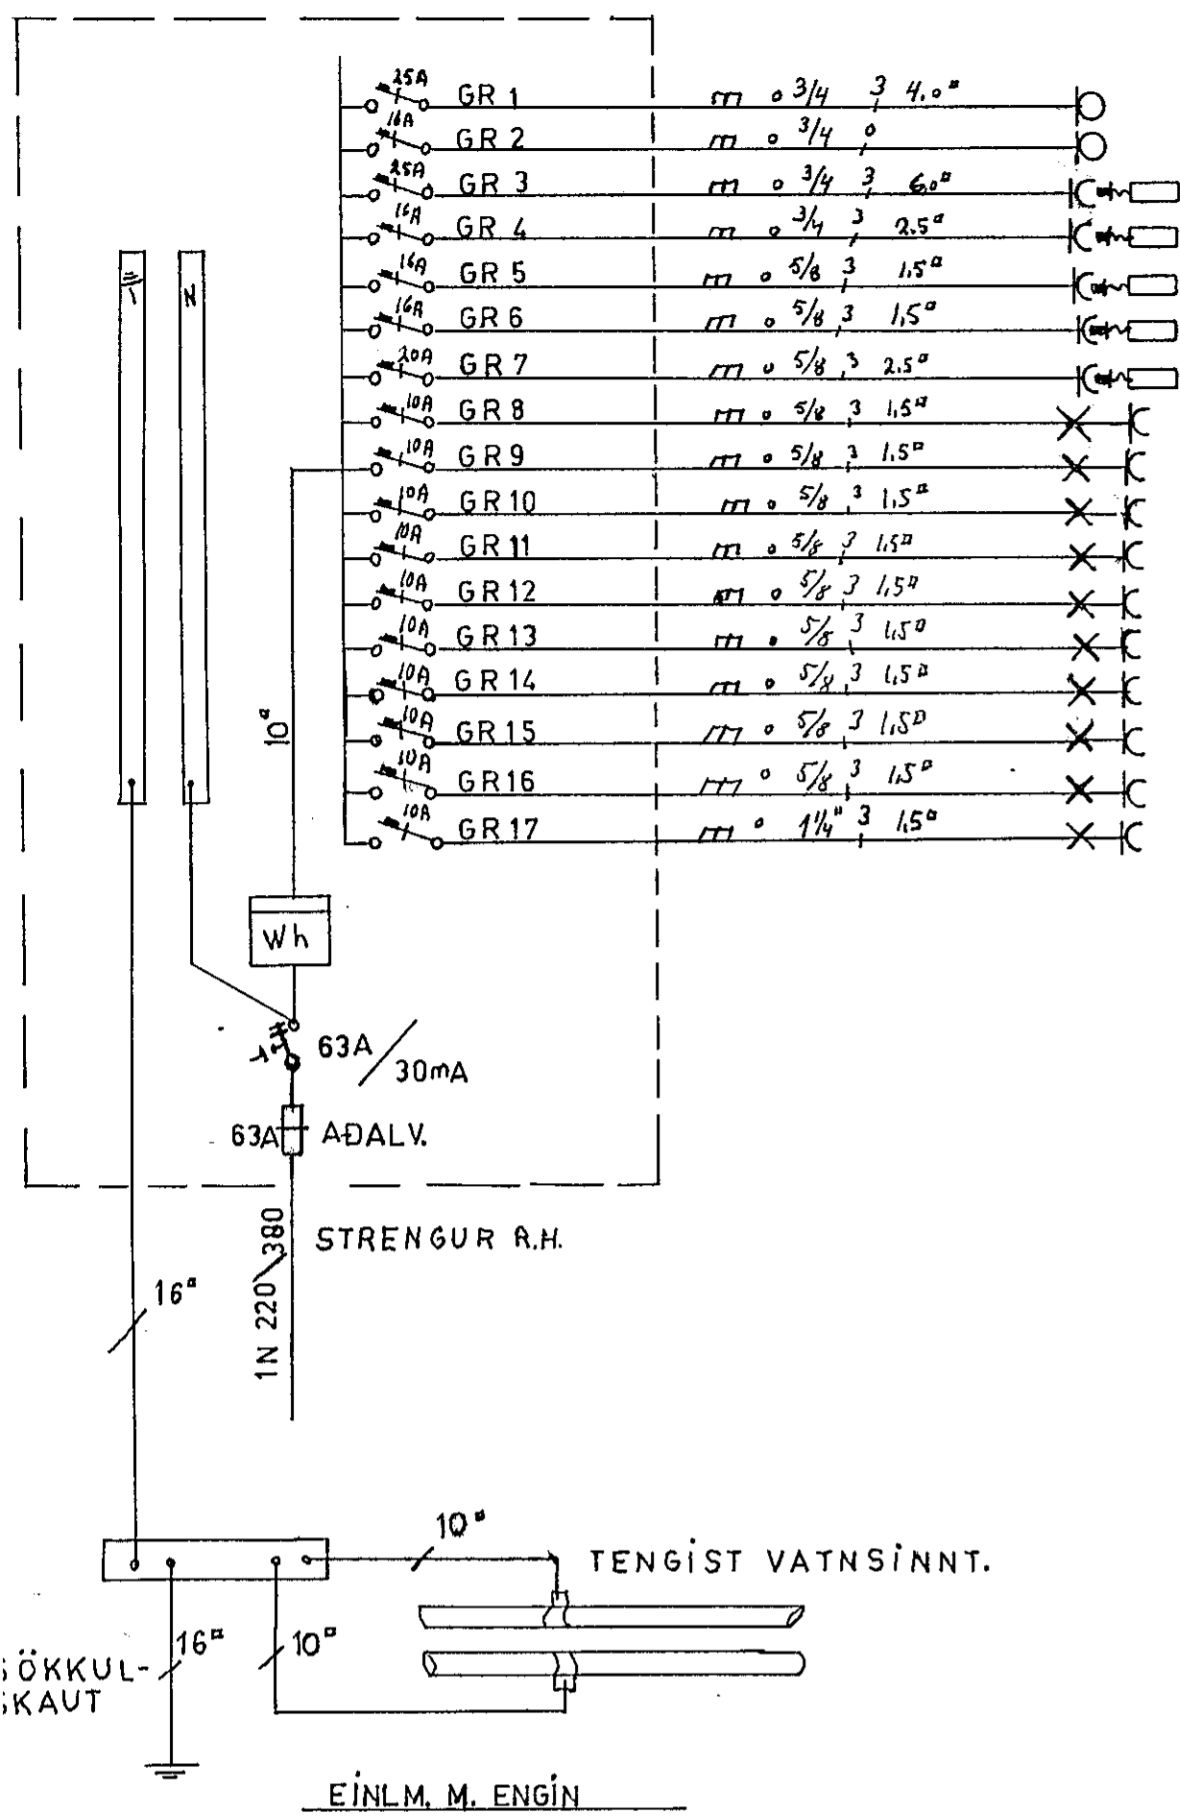 25A GR 1 m o 3/4 3 4.0▫
16A GR 2 m o 3/4 o
25A GR 3 m o 3/4 3 6.0▫
16A GR 4 m o 3/4 3 2.5▫
16A GR 5 m o 5/8 3 1.5▫
16A GR 6 m o 5/8 3 1,5▫
20A GR 7 m o 5/8 3 2.5▫
10A GR 8 m o 5/8 3 1,5▫
10A GR 9 m o 5/8 3 1.5▫
10A GR 10 m o 5/8 3 1,5▫
10A GR 11 m o 5/8 3 1.5▫
10A GR 12 m o 5/8 3 1,5▫
10A GR 13 m o 5/8 3 1.5▫
10A GR 14 m o 5/8 3 1,5▫
10A GR 15 m o 5/8 3 1,5▫
10A GR 16 m o 5/8 3 1.5▫
10A GR 17 m o 1 1/4" 3 1.5▫
N
10▫
Wh
63A / 30mA
63A AÐALV.
1N 220/380
STRENGUR R.H.
16▫
10▫
TENGIST VATNSINNT.
16▫
10▫
SÖKKUL-
SKAUT
EINLM. M. ENGIN